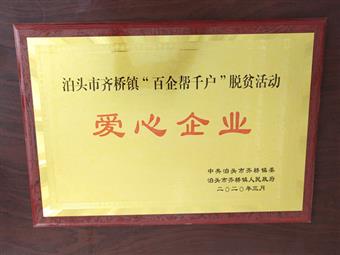 泊头市齐桥镇“百企帮千户”脱贫活动
爱心企业
中共泊头市齐桥镇委
泊头市齐桥镇人民政府
二〇二〇年三月